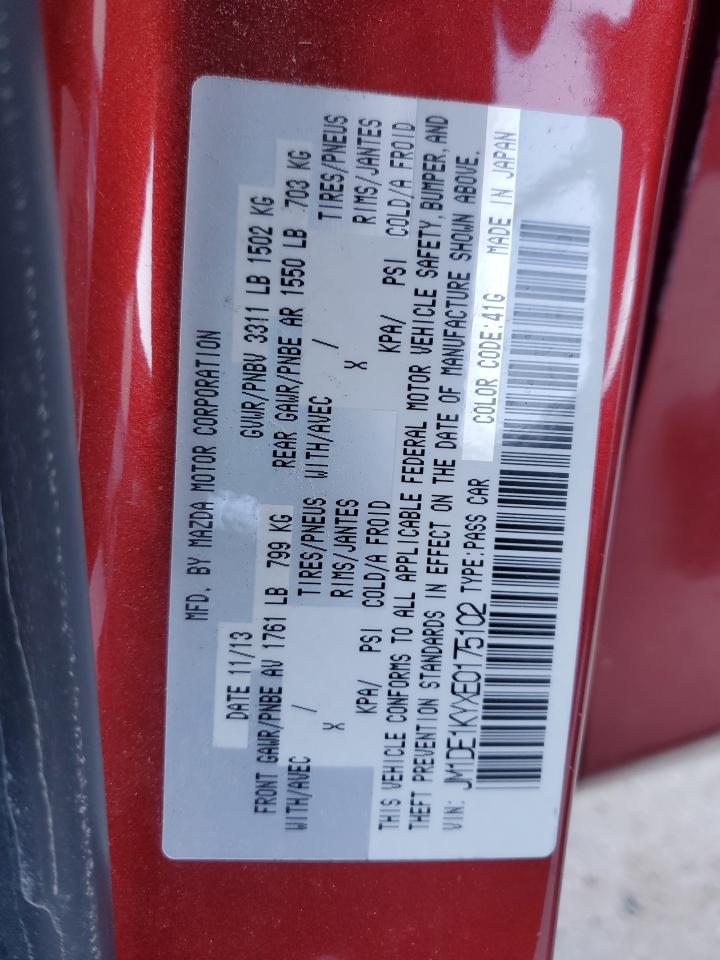 MFD. BY MAZDA MOTOR CORPORATION
DATE 11/13 GVWR/PNBV 3311 LB 1502 KG
FRONT GAWR/PNBE AV 1761 LB 799 KG REAR GAWR/PNBE AR 1550 LB 703 KG
WITH/AVEC / TIRES/PNEUS WITH/AVEC / TIRES/PNEUS
X RIMS/JANTES X RIMS/JANTES
KPA/ PSI COLD/A FROID KPA/ PSI COLD/A FROID
THIS VEHICLE CONFORMS TO ALL APPLICABLE FEDERAL MOTOR VEHICLE SAFETY, BUMPER, AND
THEFT PREVENTION STANDARDS IN EFFECT ON THE DATE OF MANUFACTURE SHOWN ABOVE.
VIN: JM1DE1KYXE0175102 TYPE:PASS CAR COLOR CODE:41G MADE IN JAPAN